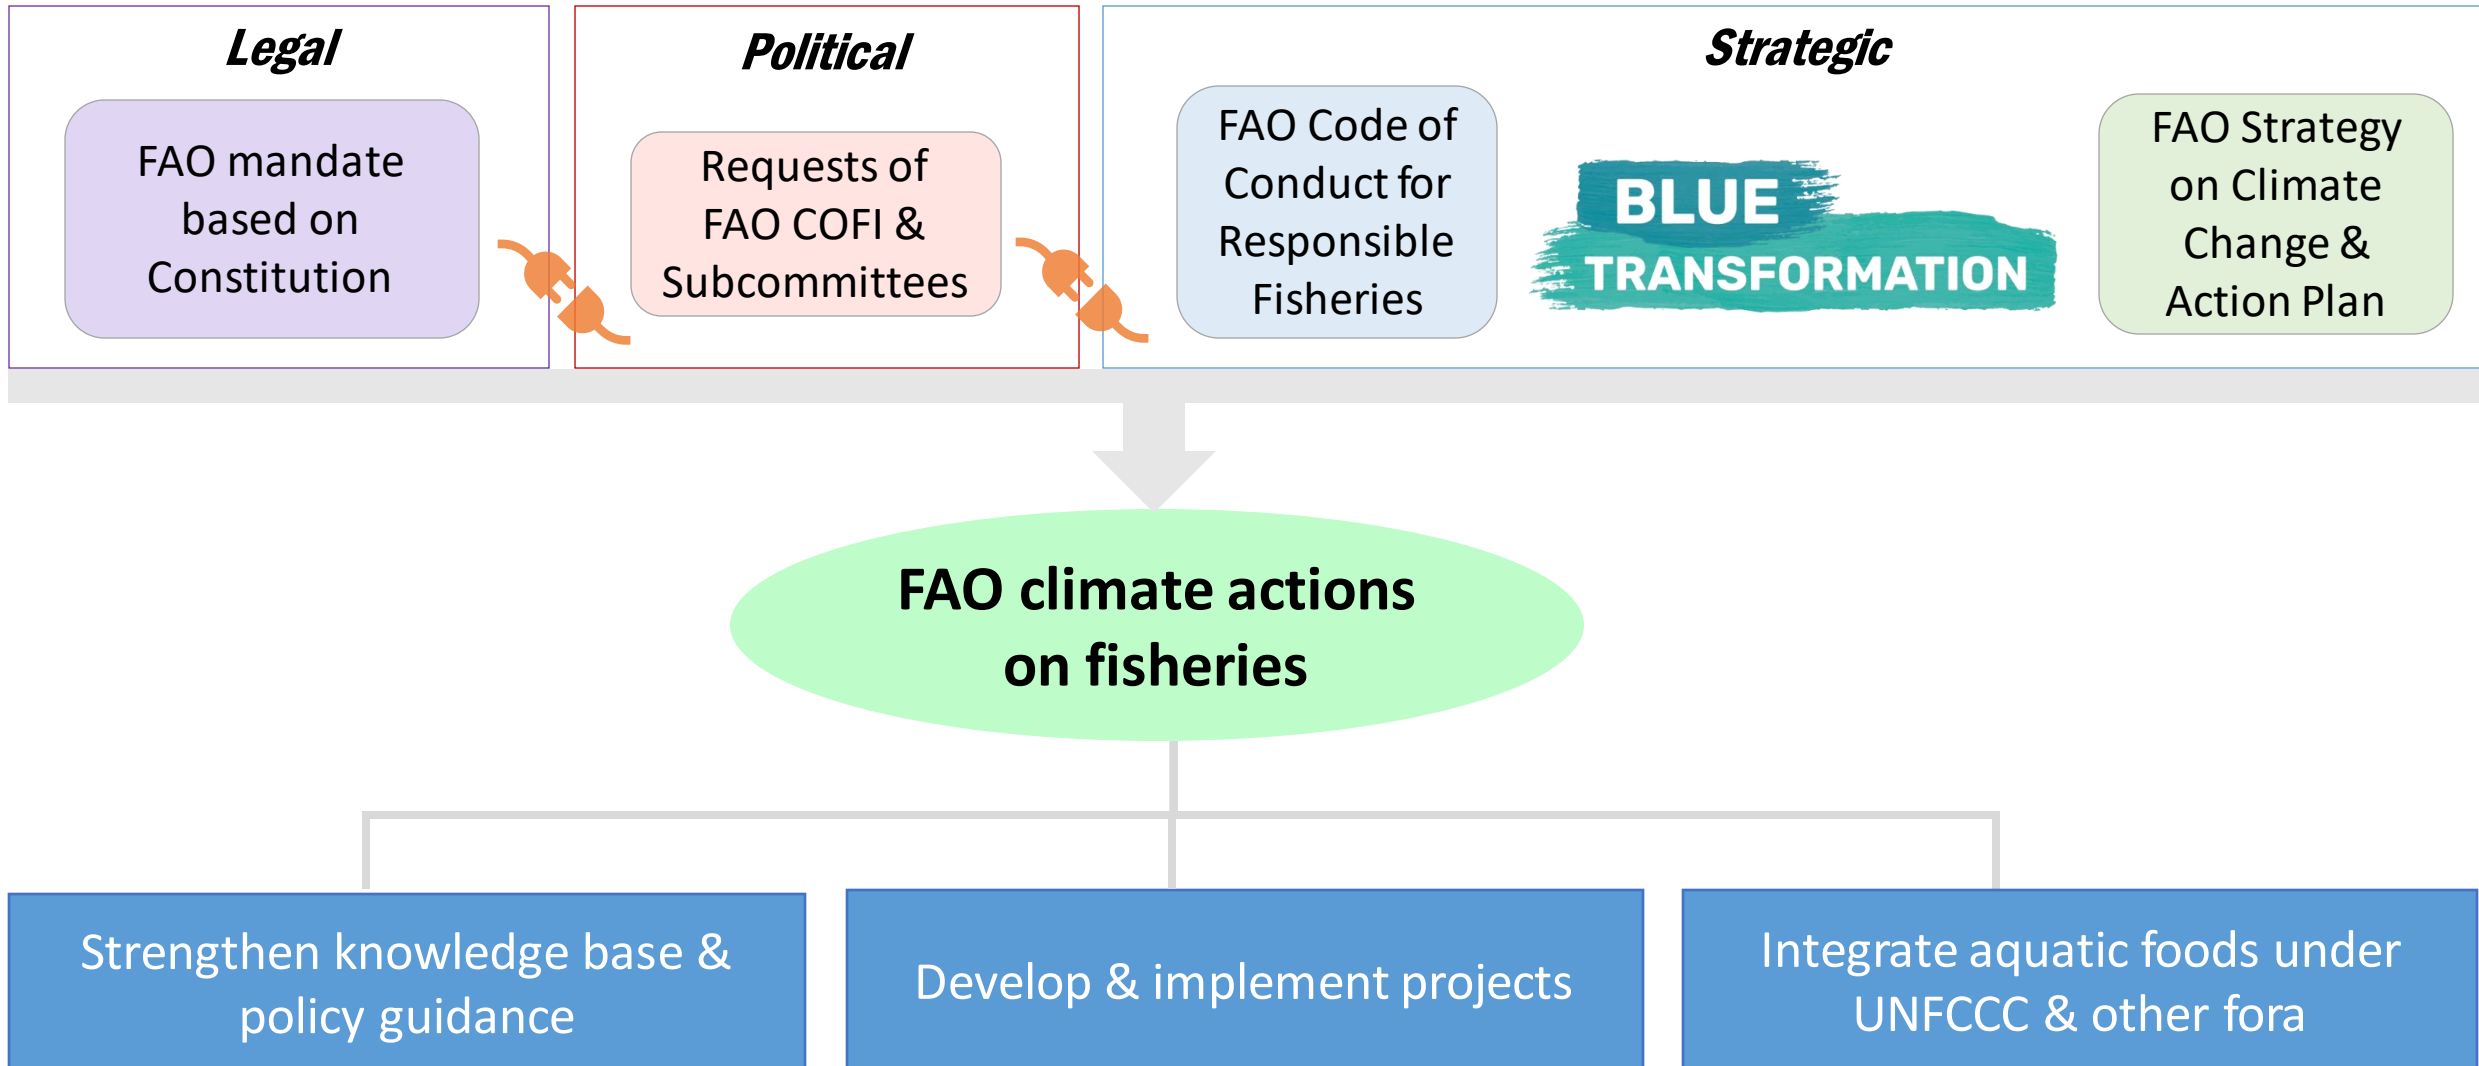 Legal
FAO mandate
based on
Constitution
Political
Requests of
FAO COFI &
Subcommittees
Strategic
FAO Code of
Conduct for
Responsible
Fisheries
BLUE
TRANSFORMATION
FAO Strategy
on Climate
Change &
Action Plan
FAO climate actions
on fisheries
Strengthen knowledge base &
policy guidance
Develop & implement projects
Integrate aquatic foods under
UNFCCC & other fora